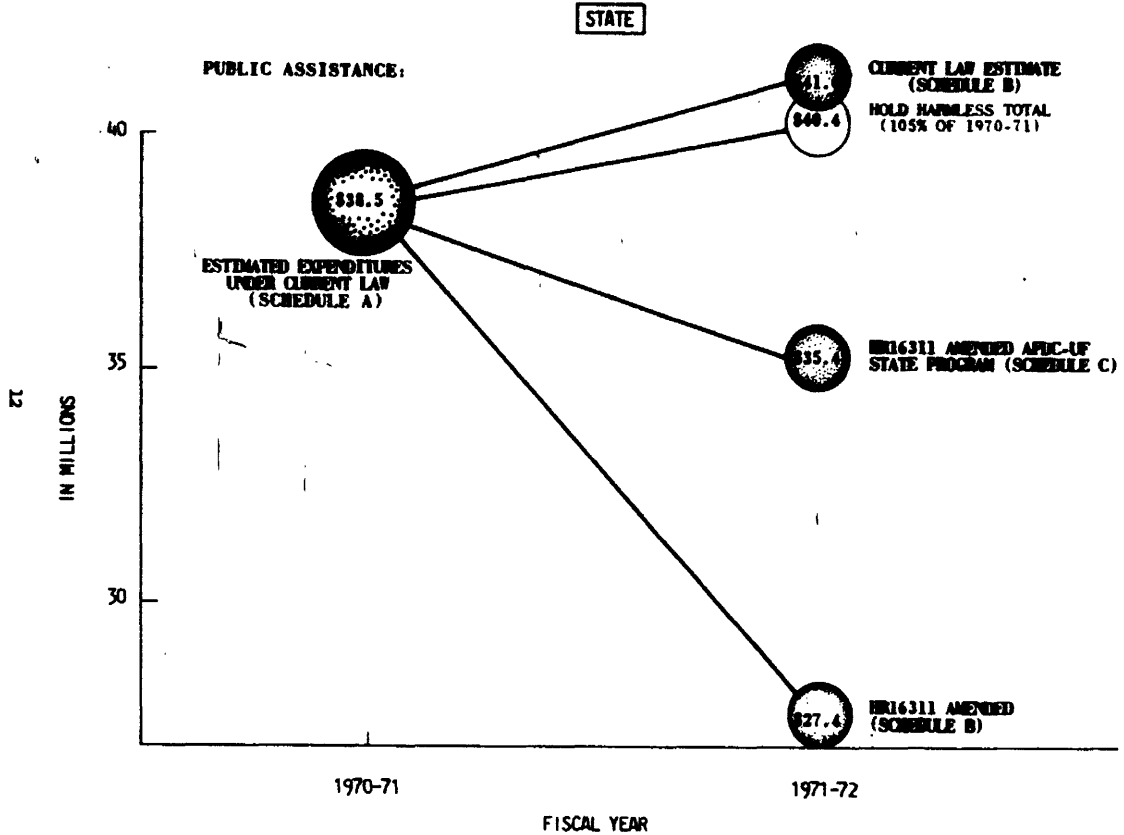 STATE
PUBLIC ASSISTANCE:
CURRENT LAW ESTIMATE
(SCHEDULE B)
HOLD HARMLESS TOTAL
(105% OF 1970-71)
40
$40.4
$38.5
ESTIMATED EXPENDITURES
UNDER CURRENT LAW
(SCHEDULE A)
HR16311 AMENDED AFDC-UF
STATE PROGRAM (SCHEDULE C)
$35.4
35
12
IN MILLIONS
30
HR16311 AMENDED
(SCHEDULE B)
$27.4
1970-71
1971-72
FISCAL YEAR